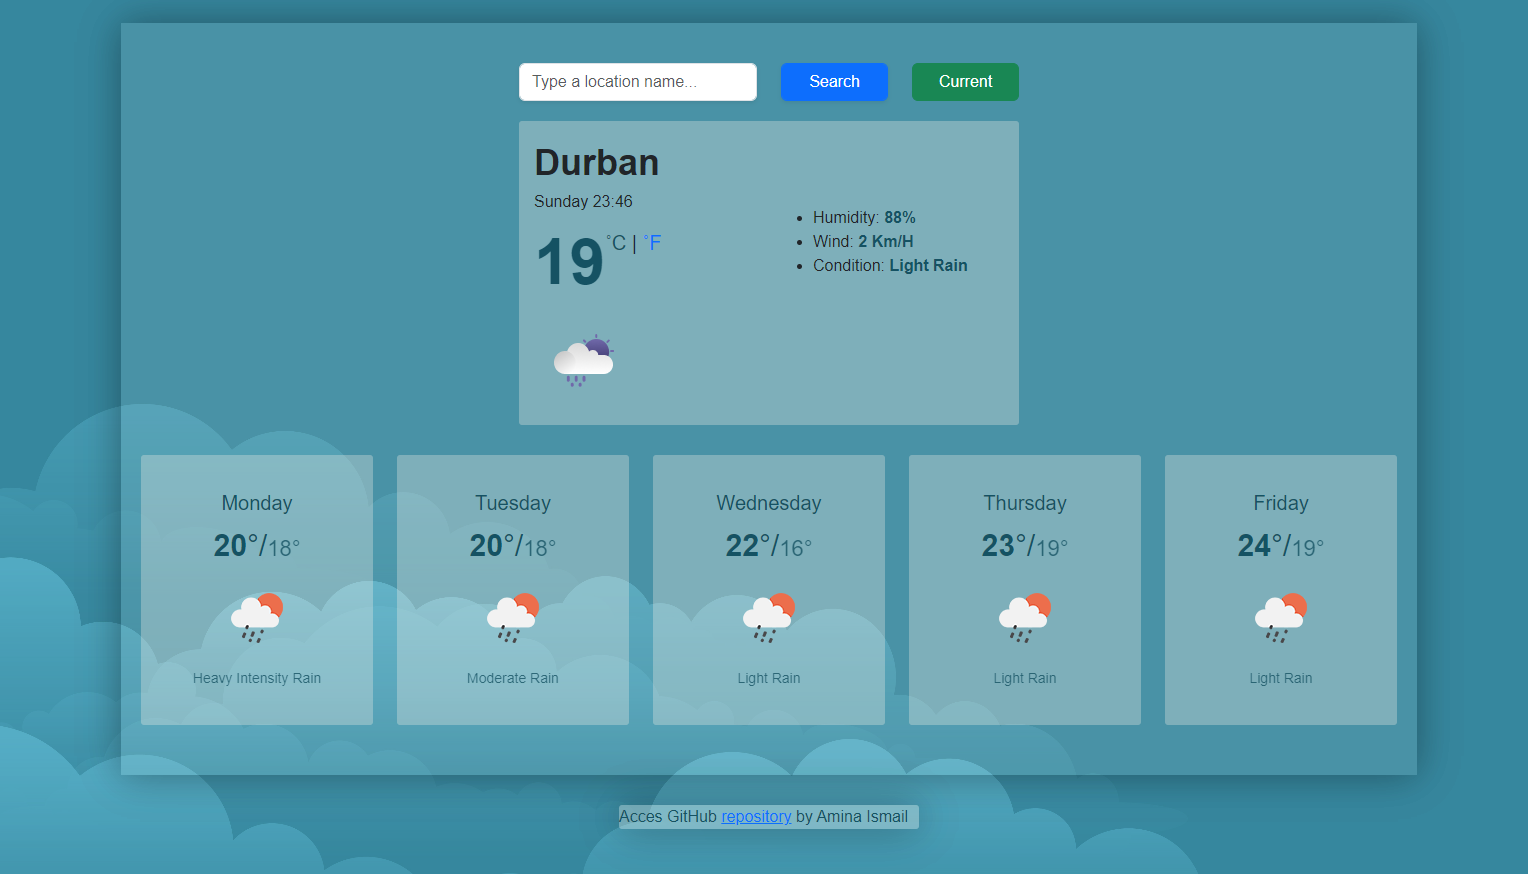 Type a location name...
Search
Current
Durban
Sunday 23:46
19 °C | °F
Humidity: 88%
Wind: 2 Km/H
Condition: Light Rain
Monday
20°/18°
Heavy Intensity Rain
Tuesday
20°/18°
Moderate Rain
Wednesday
22°/16°
Light Rain
Thursday
23°/19°
Light Rain
Friday
24°/19°
Light Rain
Acces GitHub repository by Amina Ismail